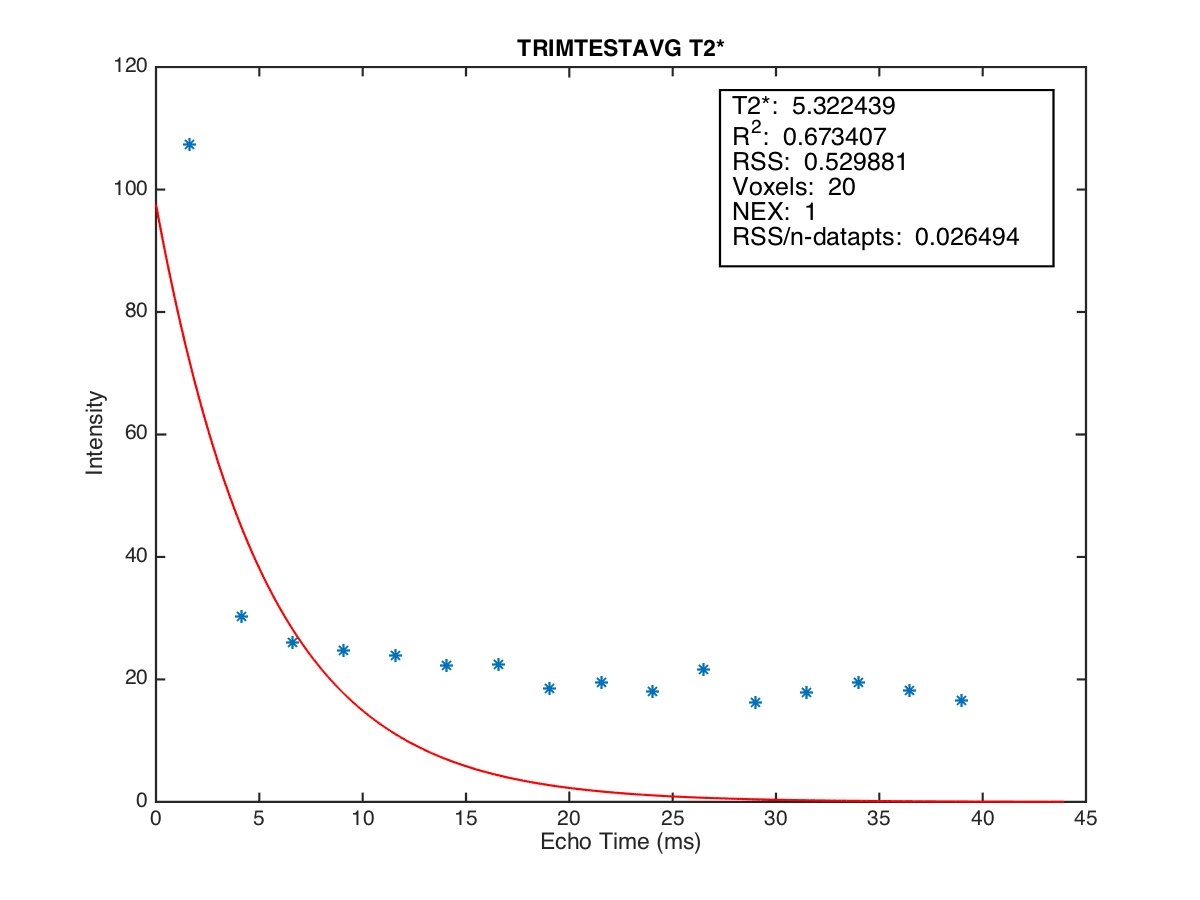 TRIMTESTAVG T2*
120
100
80
60
40
20
0
Intensity
T2*: 5.322439
R²: 0.673407
RSS: 0.529881
Voxels: 20
NEX: 1
RSS/n-datapts: 0.026494
0 5 10 15 20 25 30 35 40 45
Echo Time (ms)